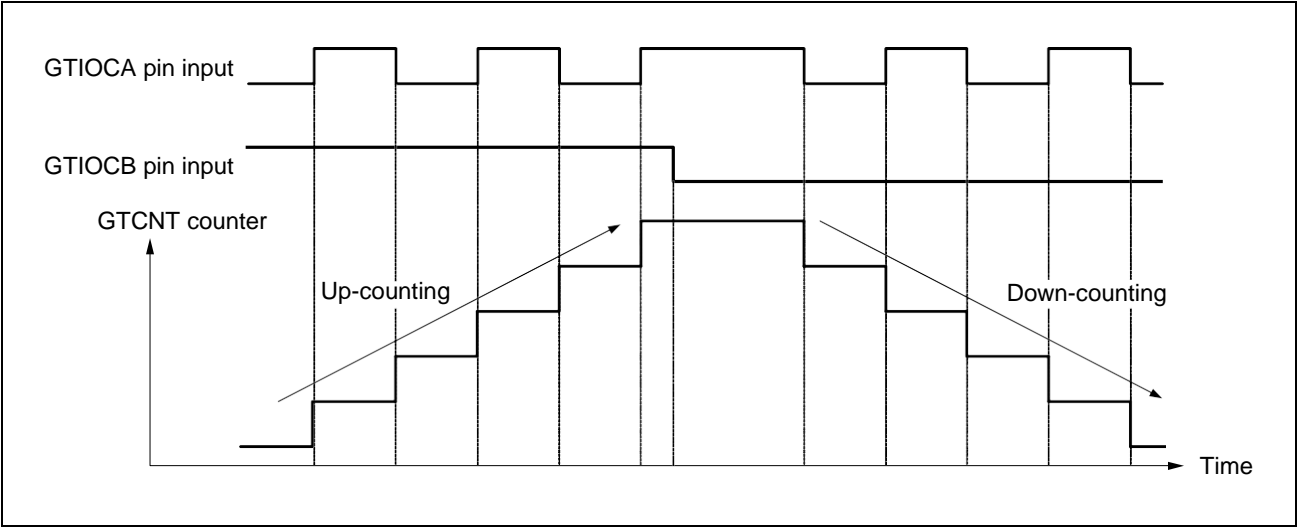 GTIOCA pin input
GTIOCB pin input
GTCNT counter
Up-counting
Down-counting
Time